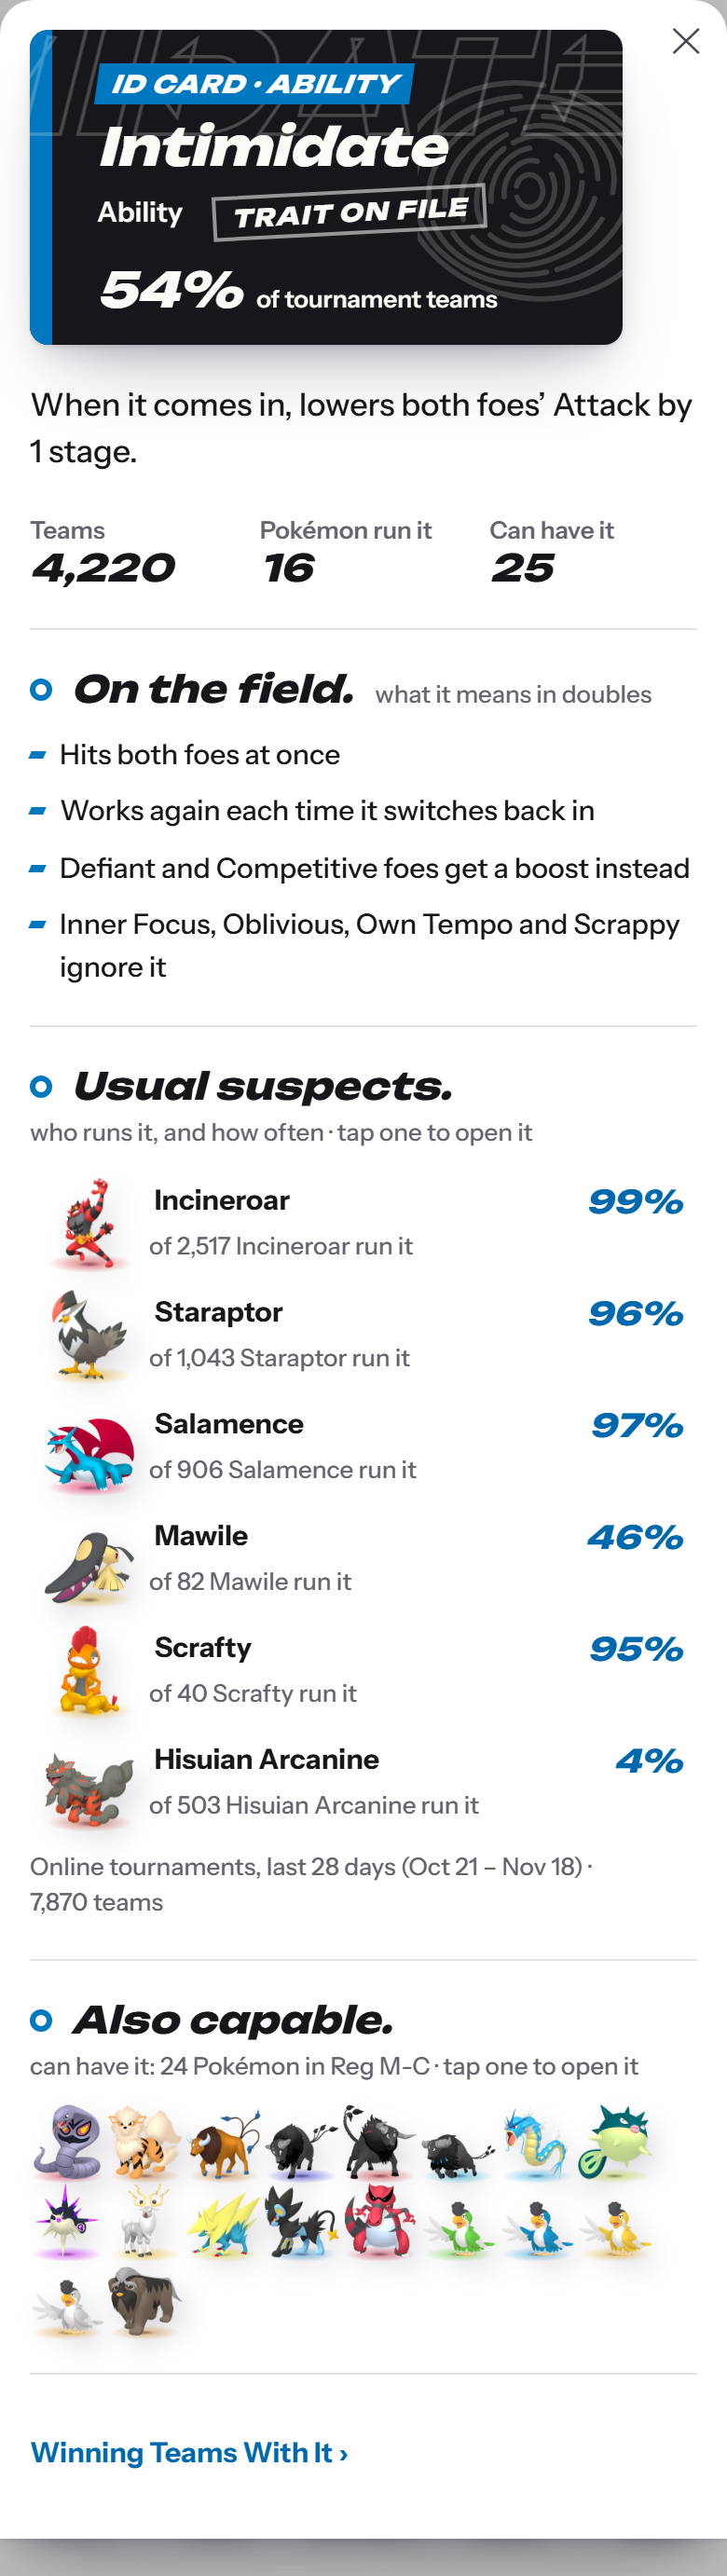 IDATE
ID CARD · ABILITY
Intimidate
Ability
TRAIT ON FILE
54% of tournament teams
When it comes in, lowers both foes’ Attack by
1 stage.
Teams
Pokémon run it
Can have it
4,220
16
25
On the field. what it means in doubles
Hits both foes at once
Works again each time it switches back in
Defiant and Competitive foes get a boost instead
Inner Focus, Oblivious, Own Tempo and Scrappy
ignore it
Usual suspects.
who runs it, and how often · tap one to open it
Incineroar
99%
of 2,517 Incineroar run it
Staraptor
96%
of 1,043 Staraptor run it
Salamence
97%
of 906 Salamence run it
Mawile
46%
of 82 Mawile run it
Scrafty
95%
of 40 Scrafty run it
Hisuian Arcanine
4%
of 503 Hisuian Arcanine run it
Online tournaments, last 28 days (Oct 21 – Nov 18) ·
7,870 teams
Also capable.
can have it: 24 Pokémon in Reg M-C · tap one to open it
Winning Teams With It ›